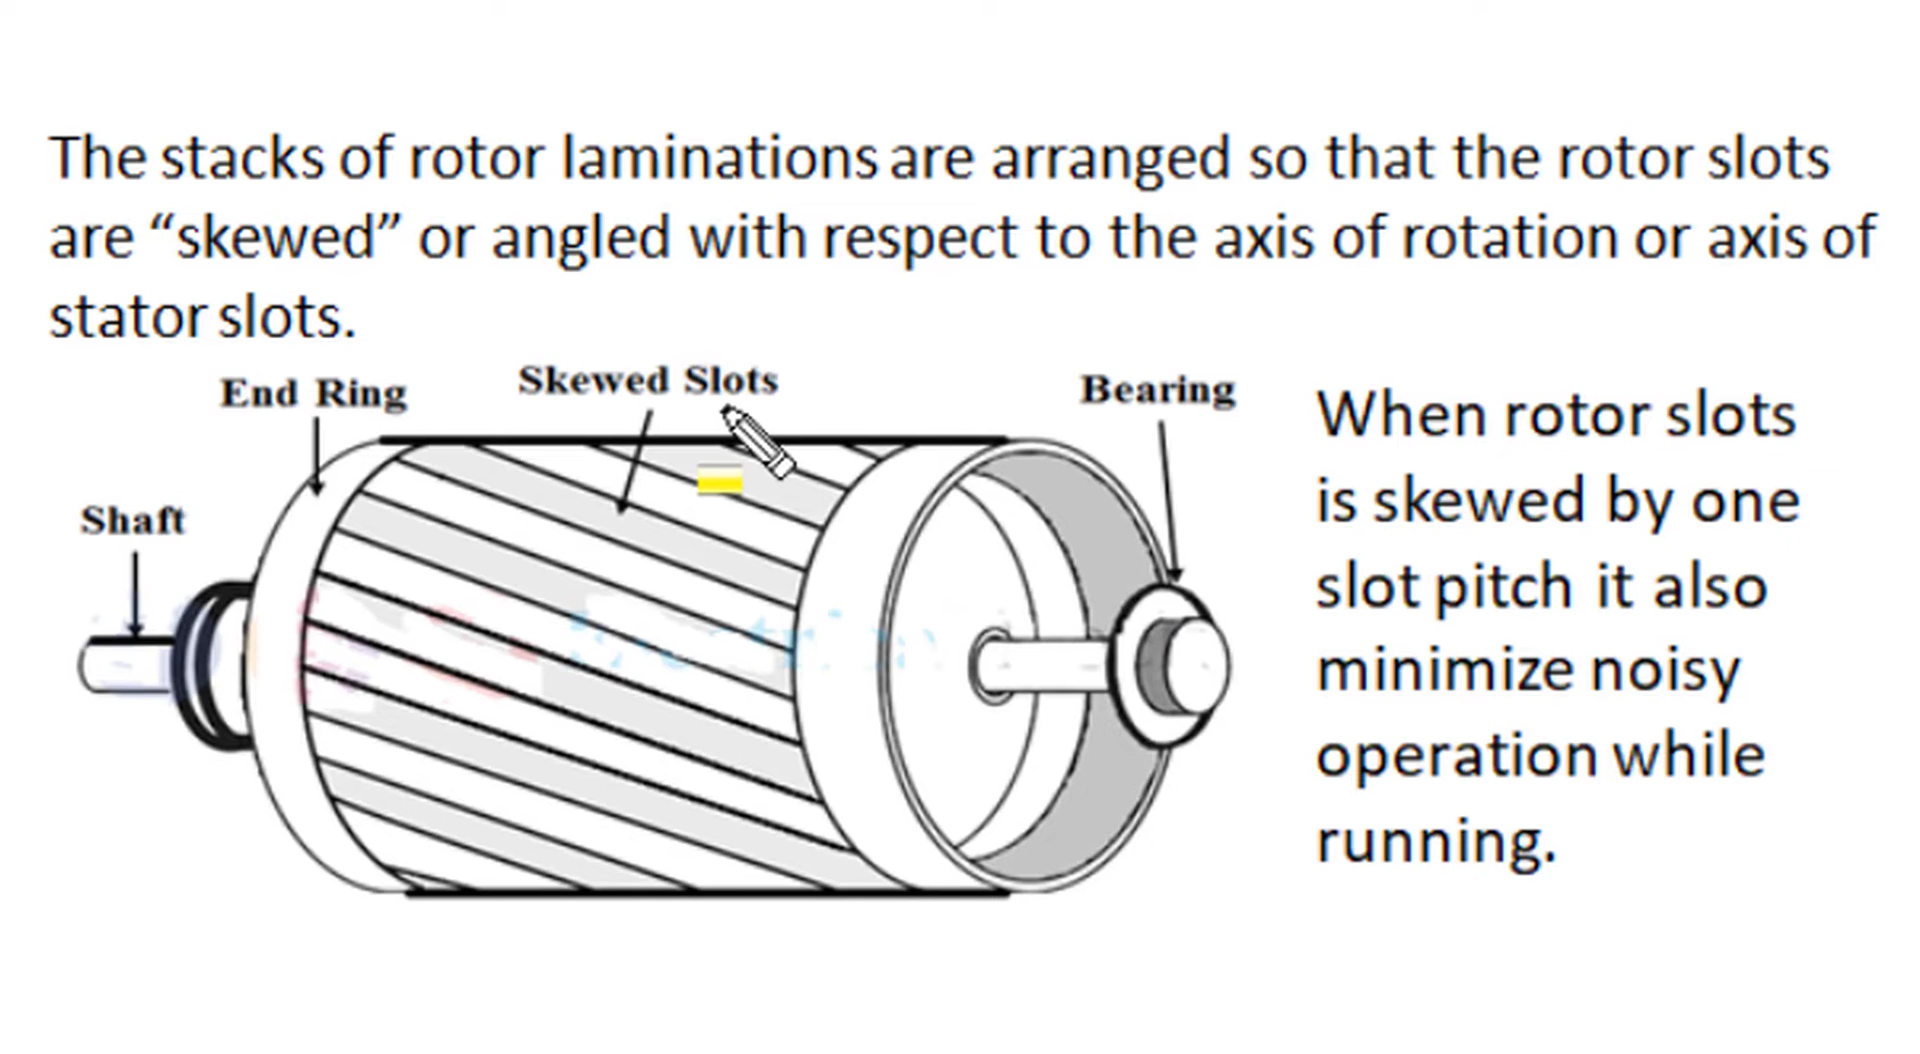 The stacks of rotor laminations are arranged so that the rotor slots
are “skewed” or angled with respect to the axis of rotation or axis of
stator slots.
End Ring
Skewed Slots
Bearing
Shaft
When rotor slots
is skewed by one
slot pitch it also
minimize noisy
operation while
running.